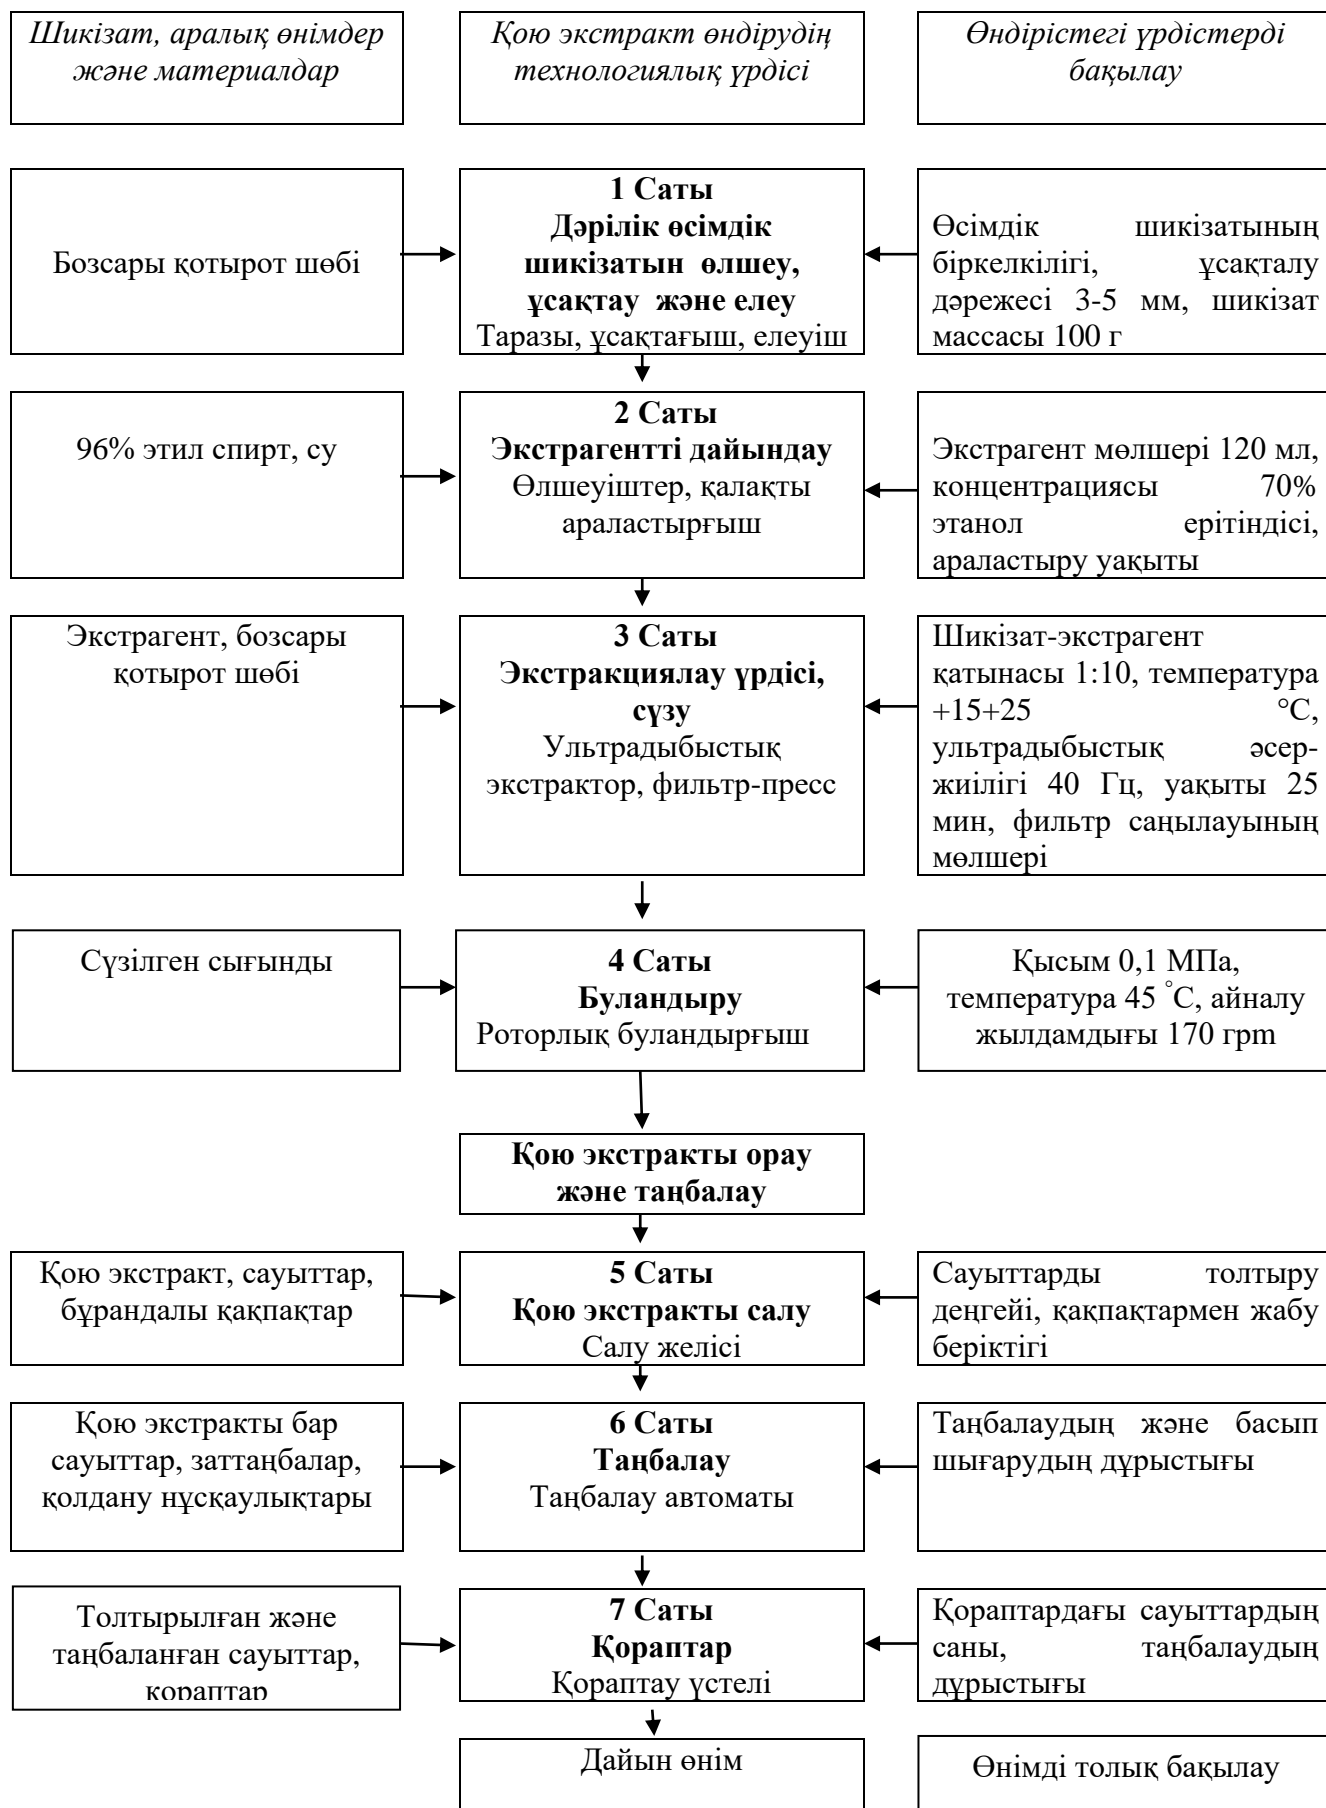 Шикізат, аралық өнімдер
және материалдар
Қою экстракт өндірудің
технологиялық үрдісі
Өндірістегі үрдістерді
бақылау
Бозсары қотырот шөбі
1 Саты
Дәрілік өсімдік
шикізатын өлшеу,
ұсақтау және елеу
Таразы, ұсақтағыш, елеуіш
Өсімдік шикізатының
біркелкілігі, ұсақталу
дәрежесі 3-5 мм, шикізат
массасы 100 г
96% этил спирт, су
2 Саты
Экстрагентті дайындау
Өлшеуіштер, қалақты
араластырғыш
Экстрагент мөлшері 120 мл,
концентрациясы 70%
этанол ерітіндісі,
араластыру уақыты
Экстрагент, бозсары
қотырот шөбі
3 Саты
Экстракциялау үрдісі,
сүзу
Ультрадыбыстық
экстрактор, фильтр-пресс
Шикізат-экстрагент
қатынасы 1:10, температура
+15+25 °С,
ультрадыбыстық әсер-
жиілігі 40 Гц, уақыты 25
мин, фильтр саңылауының
мөлшері
Сүзілген сығынды
4 Саты
Буландыру
Роторлық буландырғыш
Қысым 0,1 МПа,
температура 45 °С, айналу
жылдамдығы 170 грm
Қою экстракты орау
және таңбалау
Қою экстракт, сауыттар,
бұрандалы қақпақтар
5 Саты
Қою экстракты салу
Салу желісі
Сауыттарды толтыру
деңгейі, қақпақтармен жабу
беріктігі
Қою экстракты бар
сауыттар, заттаңбалар,
қолдану нұсқаулықтары
6 Саты
Таңбалау
Таңбалау автоматы
Таңбалаудың және басып
шығарудың дұрыстығы
Толтырылған және
таңбаланған сауыттар,
қораптар
7 Саты
Қораптар
Қораптау үстелі
Қораптардағы сауыттардың
саны, таңбалаудың
дұрыстығы
Дайын өнім
Өнімді толық бақылау